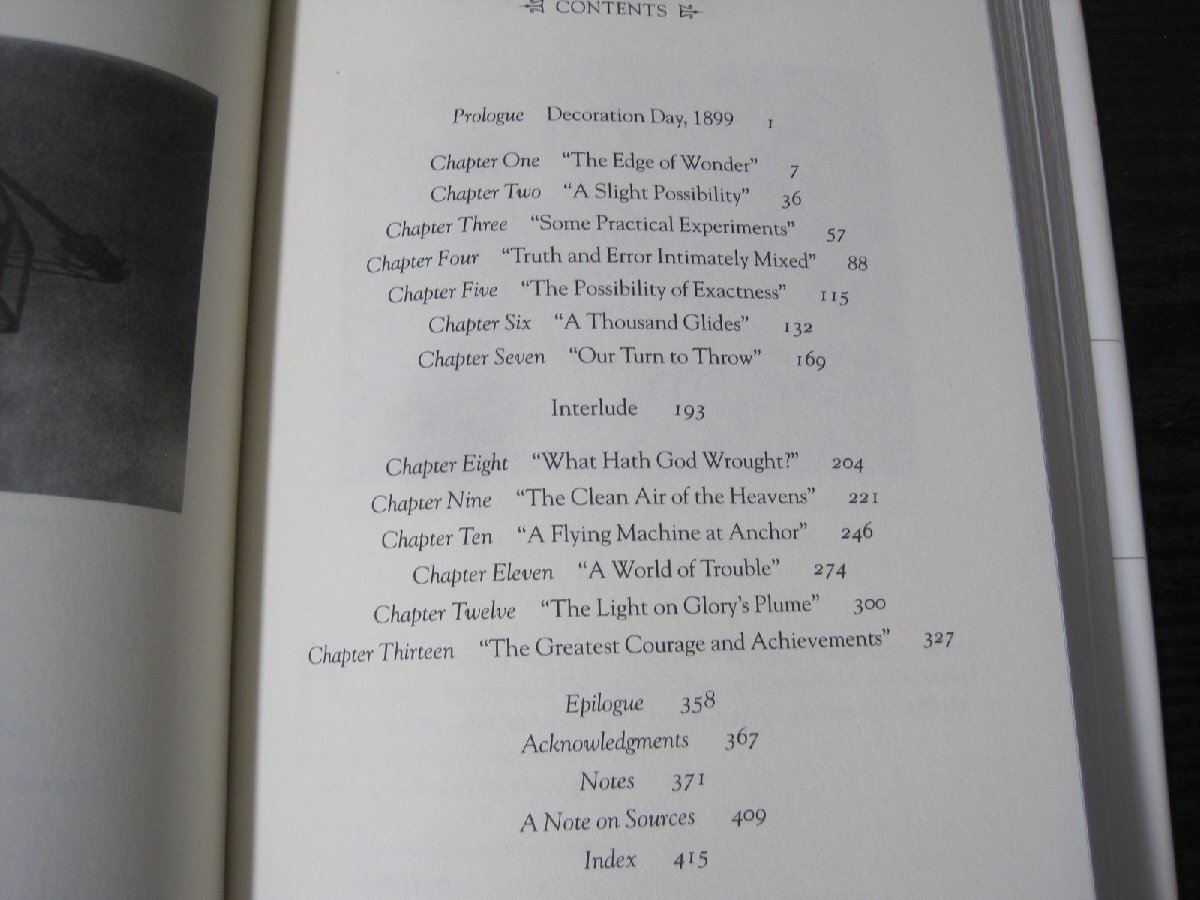 CONTENTS
Prologue Decoration Day, 1899 1
Chapter One “The Edge of Wonder” 7
Chapter Two “A Slight Possibility” 36
Chapter Three “Some Practical Experiments” 57
Chapter Four “Truth and Error Intimately Mixed” 88
Chapter Five “The Possibility of Exactness” 115
Chapter Six “A Thousand Glides” 132
Chapter Seven “Our Turn to Throw” 169
Interlude 193
Chapter Eight “What Hath God Wrought?” 204
Chapter Nine “The Clean Air of the Heavens” 221
Chapter Ten “A Flying Machine at Anchor” 246
Chapter Eleven “A World of Trouble” 274
Chapter Twelve “The Light on Glory’s Plume” 300
Chapter Thirteen “The Greatest Courage and Achievements” 327
Epilogue 358
Acknowledgments 367
Notes 371
A Note on Sources 409
Index 415